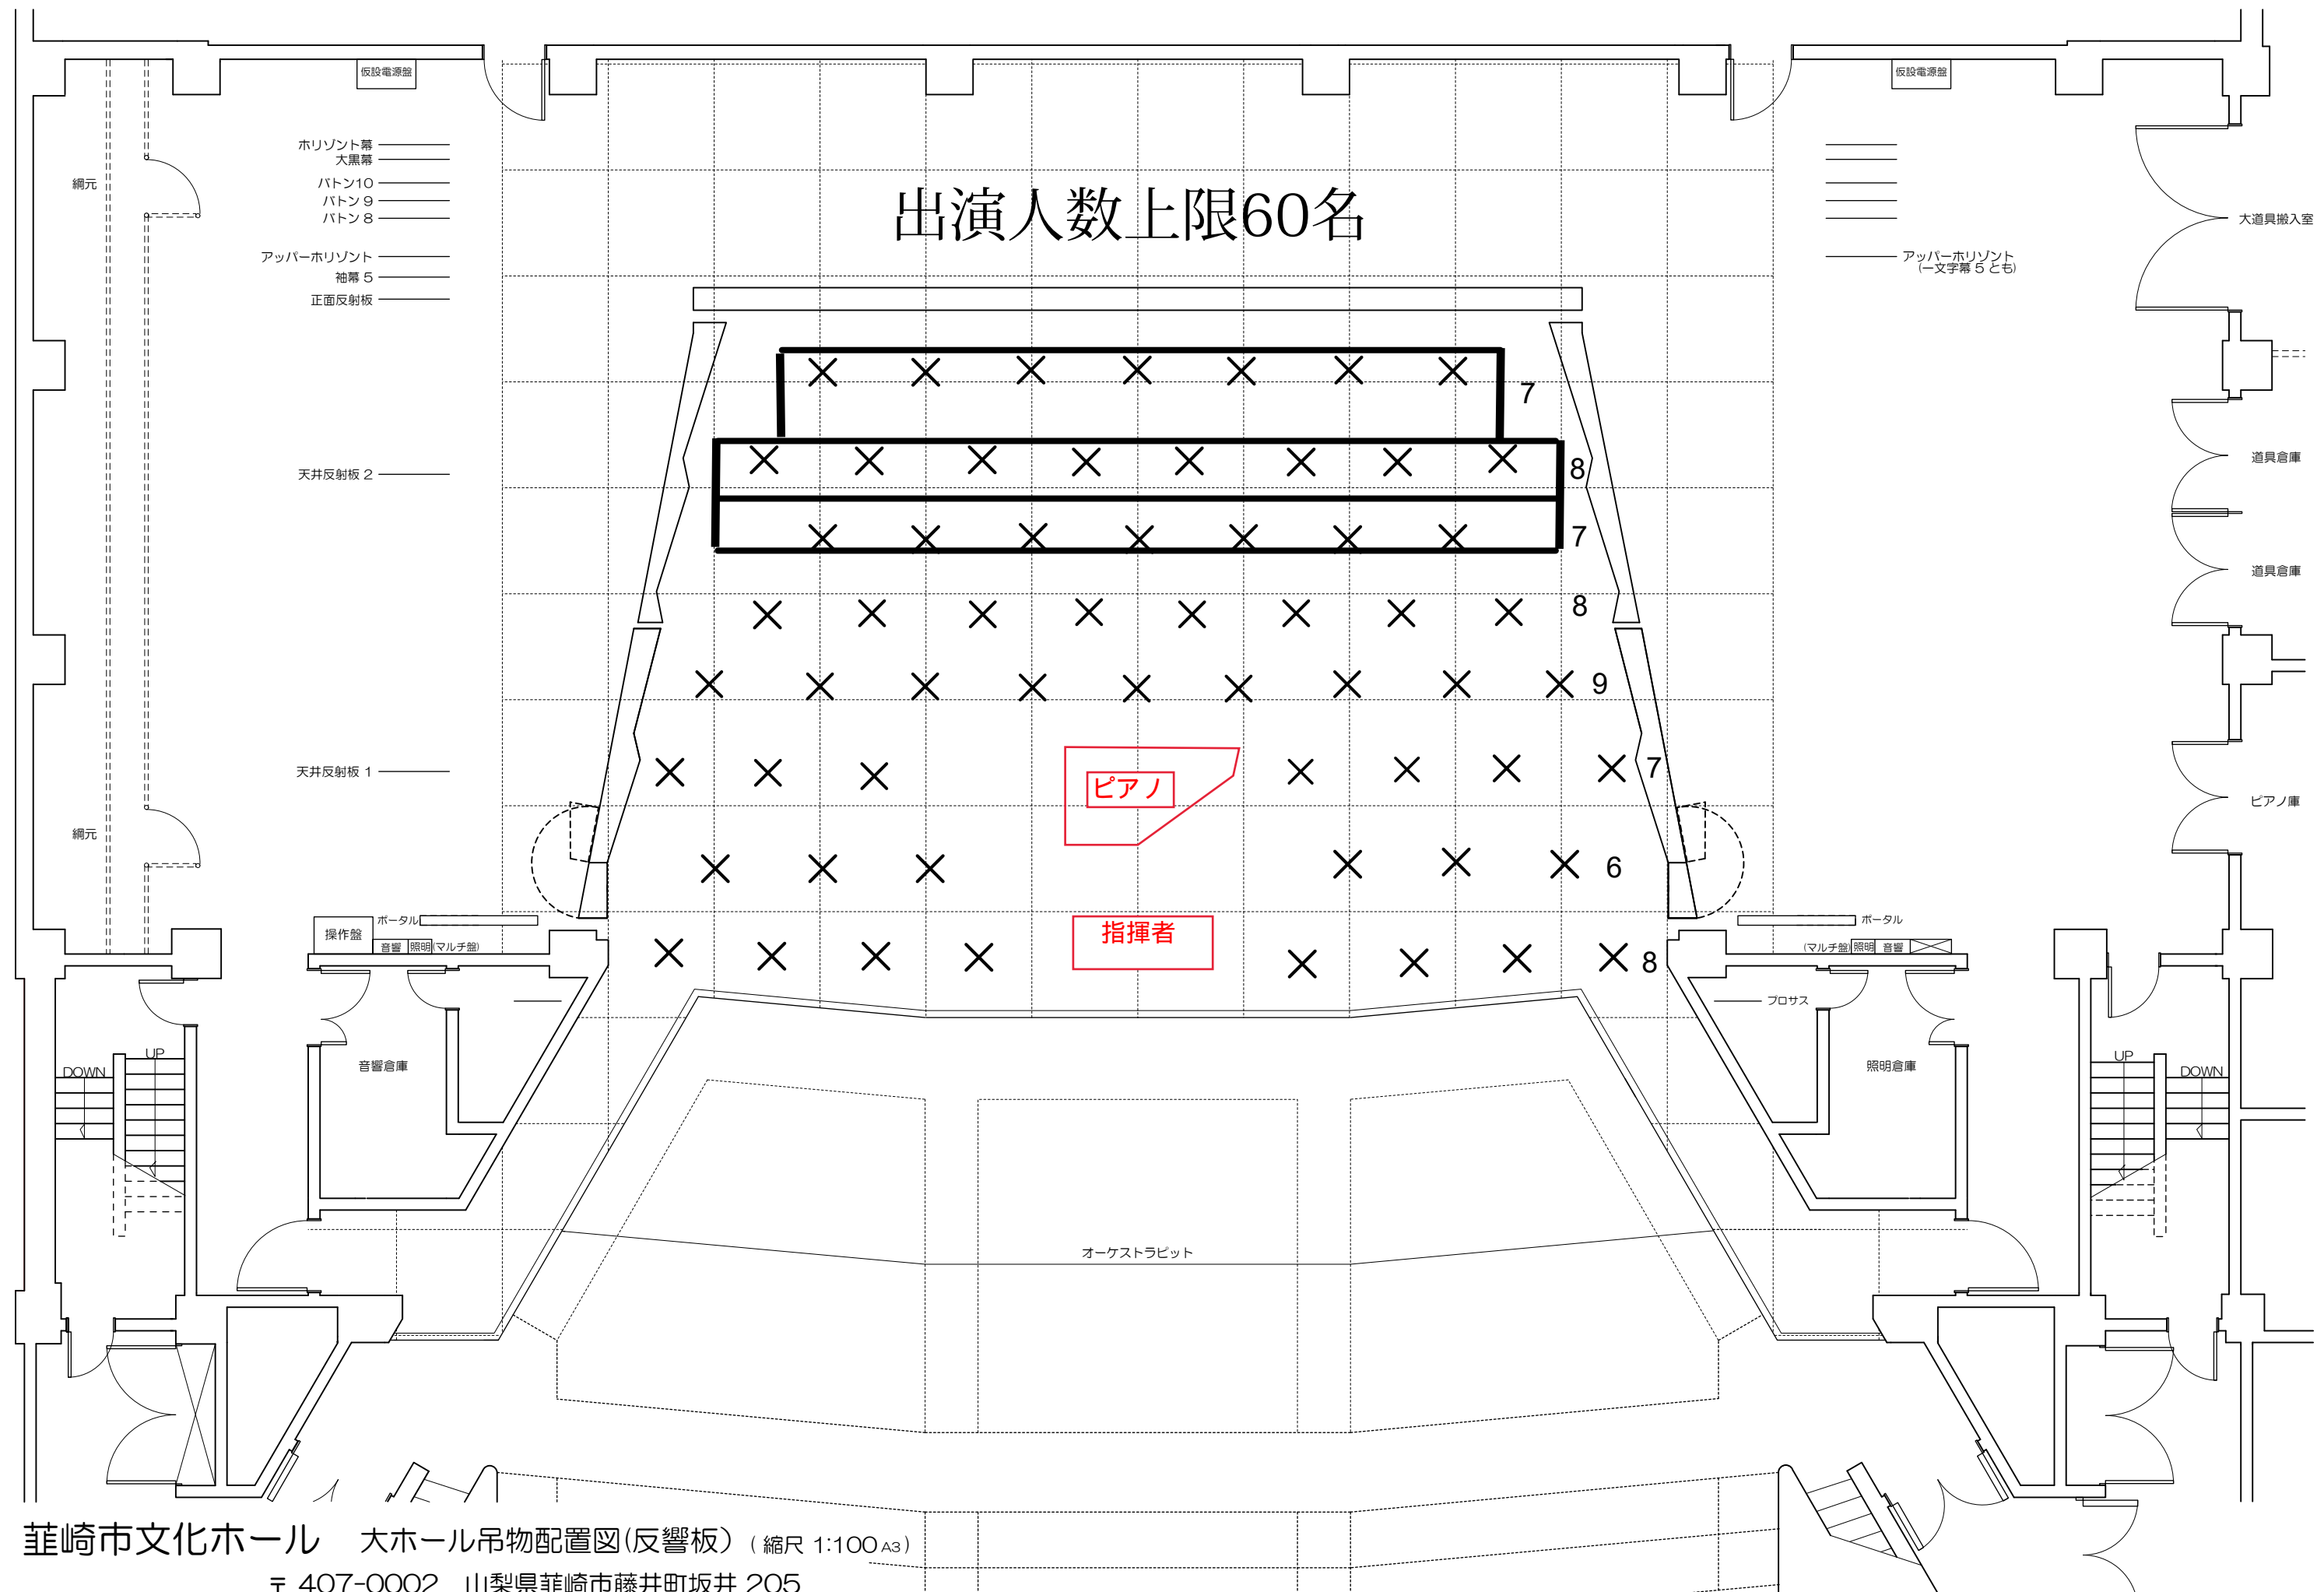 仮設電源盤
仮設電源盤
ホリゾント幕
大黒幕
綱元
バトン10
バトン 9
バトン 8
出演人数上限60名
大道具搬入室
アッパーホリゾント
アッパーホリゾント
(一文字幕 5 とも)
袖幕 5
正面反射板
7
天井反射板 2
8
道具倉庫
7
道具倉庫
8
9
天井反射板 1
ピアノ
7
ピアノ庫
綱元
6
操作盤
ポータル
音響
照明
(マルチ盤)
指揮者
8
ポータル
(マルチ盤)
照明
音響
プロサス
DOWN
UP
音響倉庫
照明倉庫
UP
DOWN
オーケストラピット
韮崎市文化ホール 大ホール吊物配置図(反響板) (縮尺 1:100 A3)
〒 407-0002 山梨県韮崎市藤井町坂井 205